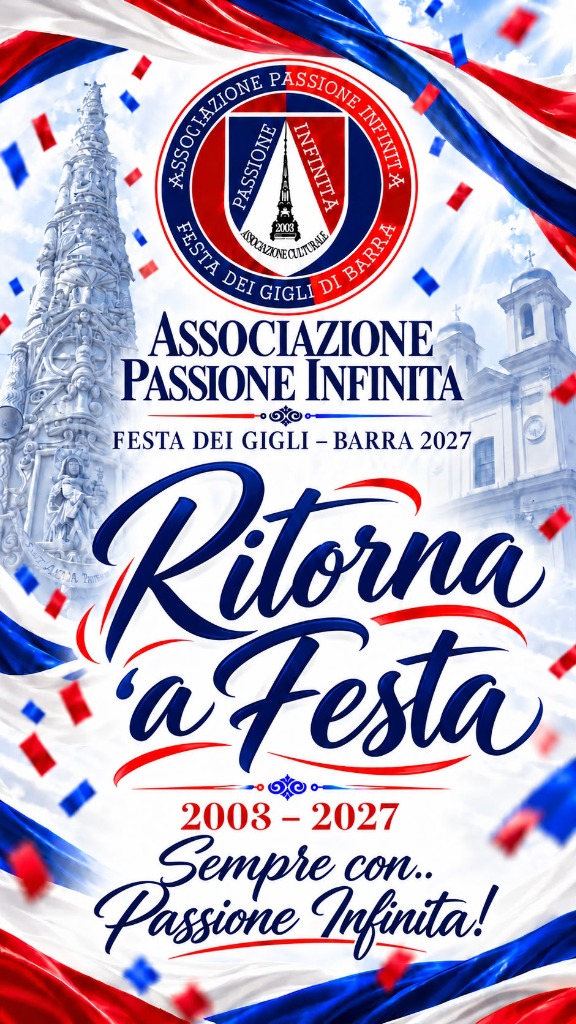 ASSOCIAZIONE PASSIONE INFINITA
PASSIONE
INFINITA
2003
ASSOCIAZIONE CULTURALE
FESTA DEI GIGLI DI BARRA
ASSOCIAZIONE
PASSIONE INFINITA
FESTA DEI GIGLI – BARRA 2027
Ritorna
‘a Festa
2003 – 2027
Sempre con..
Passione Infinita!